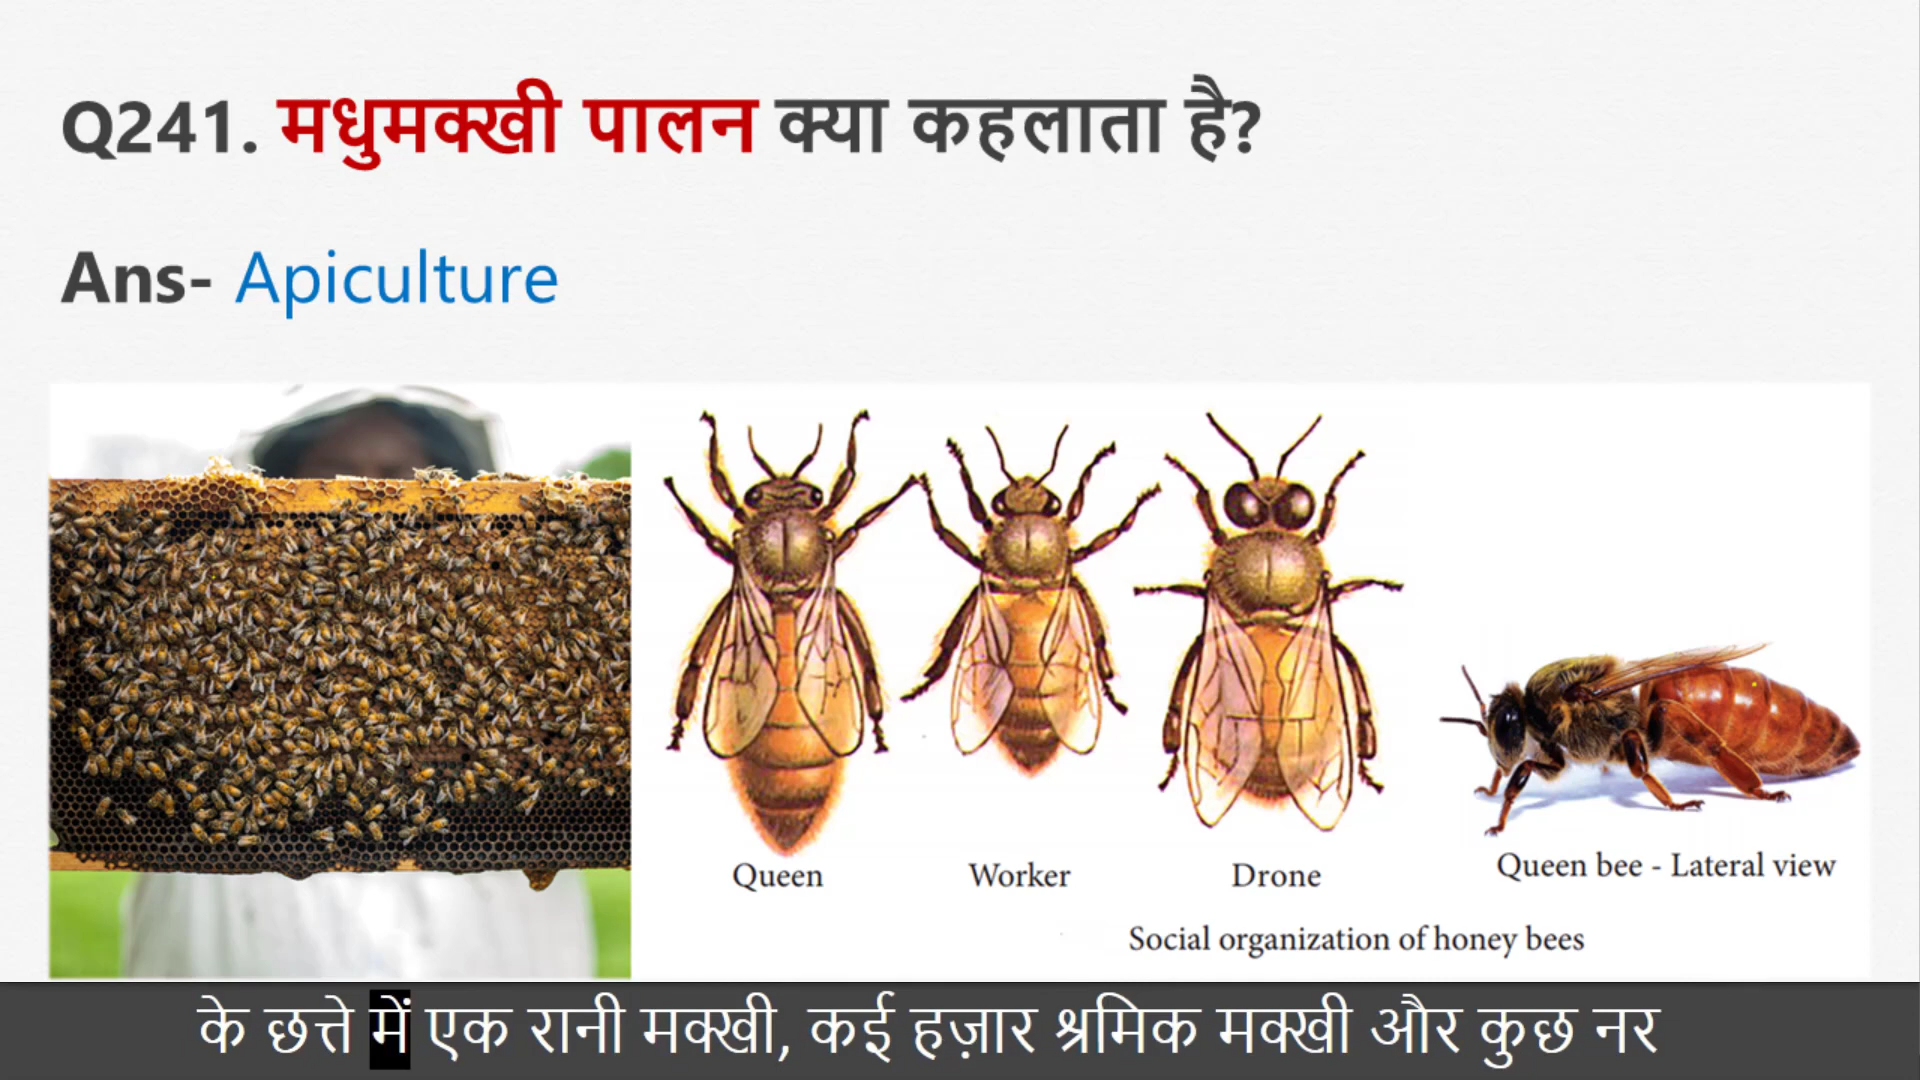 Q241. मधुमक्खी पालन क्या कहलाता है?
Ans- Apiculture
Queen
Worker
Drone
Queen bee - Lateral view
Social organization of honey bees
के छत्ते में एक रानी मक्खी, कई हज़ार श्रमिक मक्खी और कुछ नर